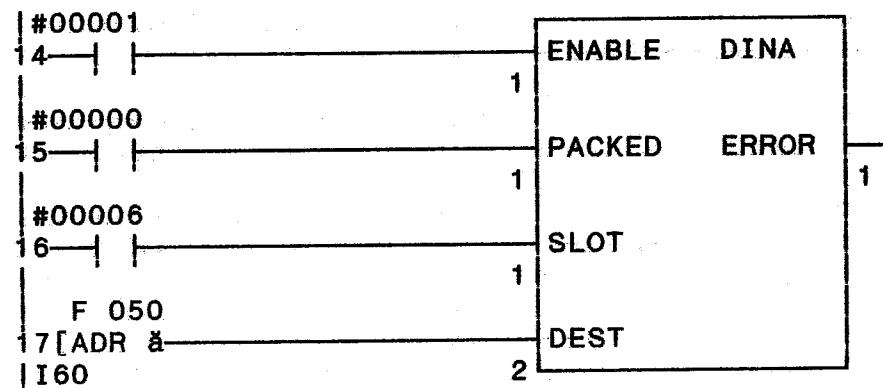 #00001
14 ENABLE DINA
1
#00000
15 PACKED ERROR
1 1
#00006
16 SLOT
1
F 050
17[ADR ă DEST
I60 2